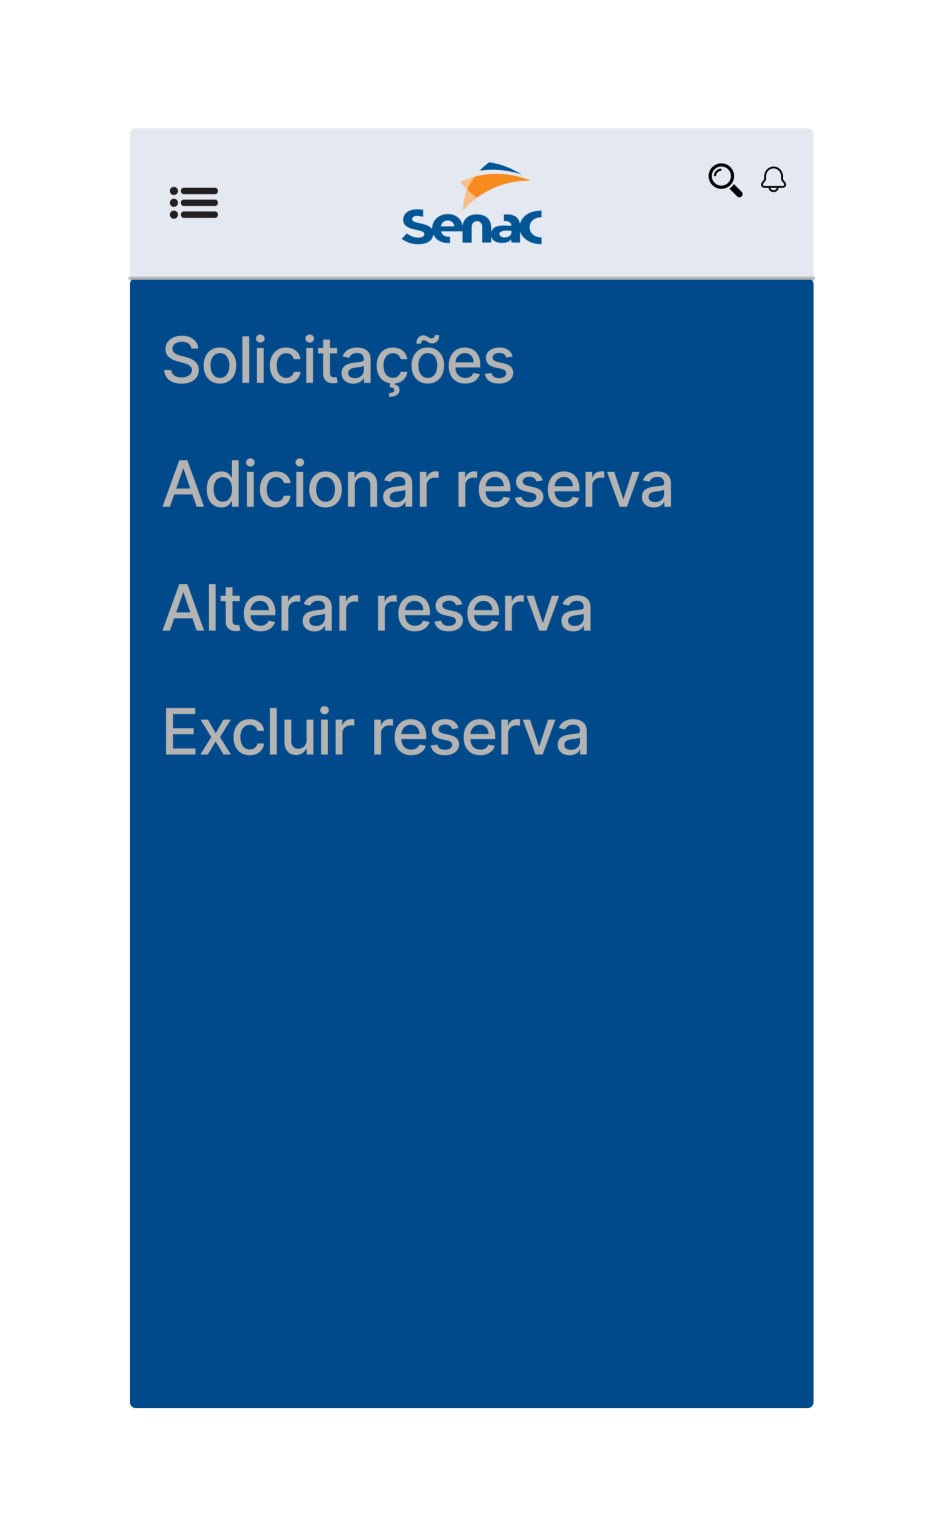 Senac
Solicitações
Adicionar reserva
Alterar reserva
Excluir reserva